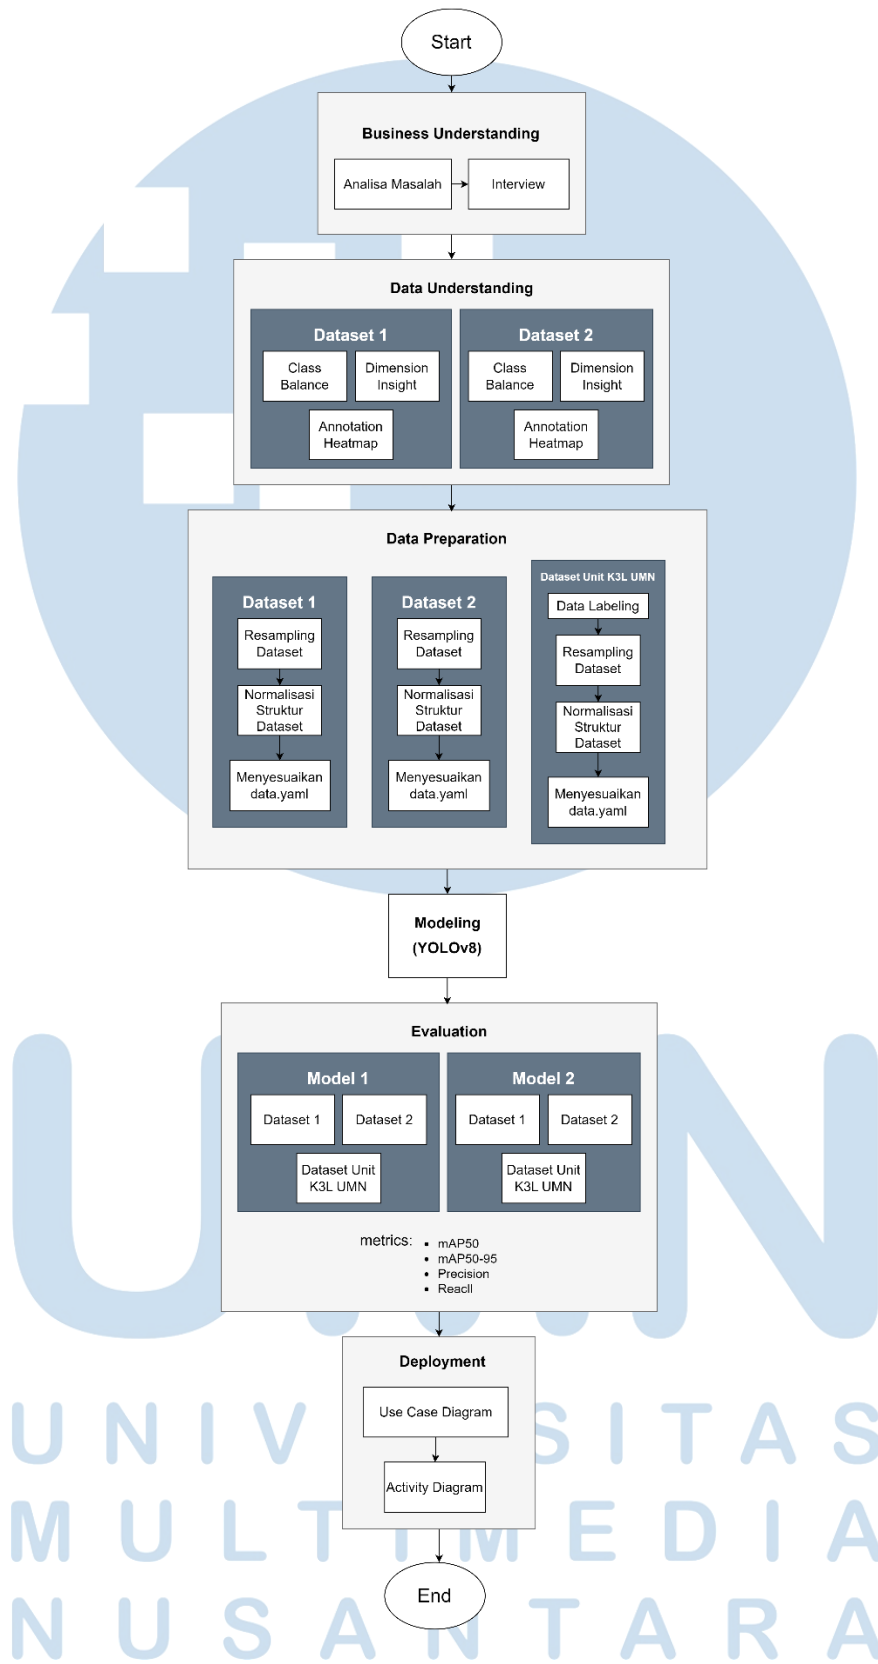 Start
Business Understanding
Analisa Masalah
Interview
Data Understanding
Dataset 1
Class
Balance
Dimension
Insight
Annotation
Heatmap
Dataset 2
Class
Balance
Dimension
Insight
Annotation
Heatmap
Data Preparation
Dataset 1
Resampling
Dataset
Normalisasi
Struktur
Dataset
Menyesuaikan
data.yaml
Dataset 2
Resampling
Dataset
Normalisasi
Struktur
Dataset
Menyesuaikan
data.yaml
Dataset Unit K3L UMN
Data Labeling
Resampling
Dataset
Normalisasi
Struktur
Dataset
Menyesuaikan
data.yaml
Modeling
(YOLOv8)
Evaluation
Model 1
Dataset 1
Dataset 2
Dataset Unit
K3L UMN
Model 2
Dataset 1
Dataset 2
Dataset Unit
K3L UMN
metrics:
▪ mAP50
• mAP50-95
• Precision
▪ Reacll
Deployment
Use Case Diagram
Activity Diagram
End
UMN
UNIVERSITAS
MULTIMEDIA
NUSANTARA